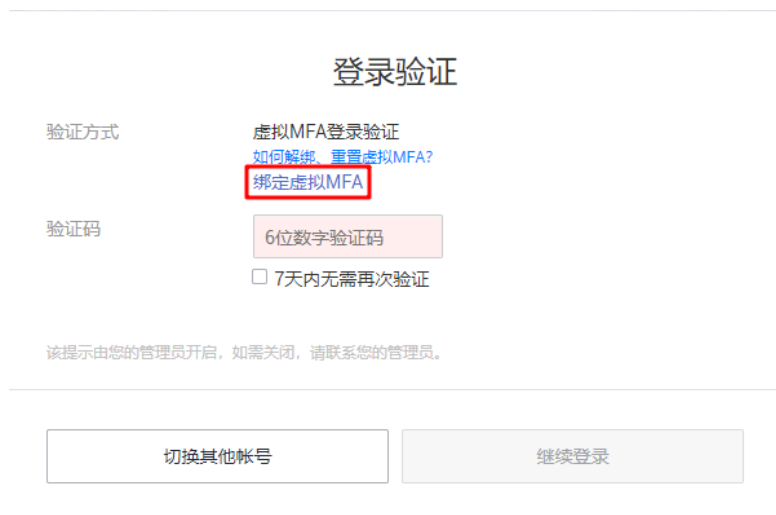 登录验证
验证方式
虚拟MFA登录验证
如何解绑、重置虚拟MFA?
绑定虚拟MFA
验证码
6位数字验证码
7天内无需再次验证
该提示由您的管理员开启，如需关闭，请联系您的管理员。
切换其他帐号
继续登录